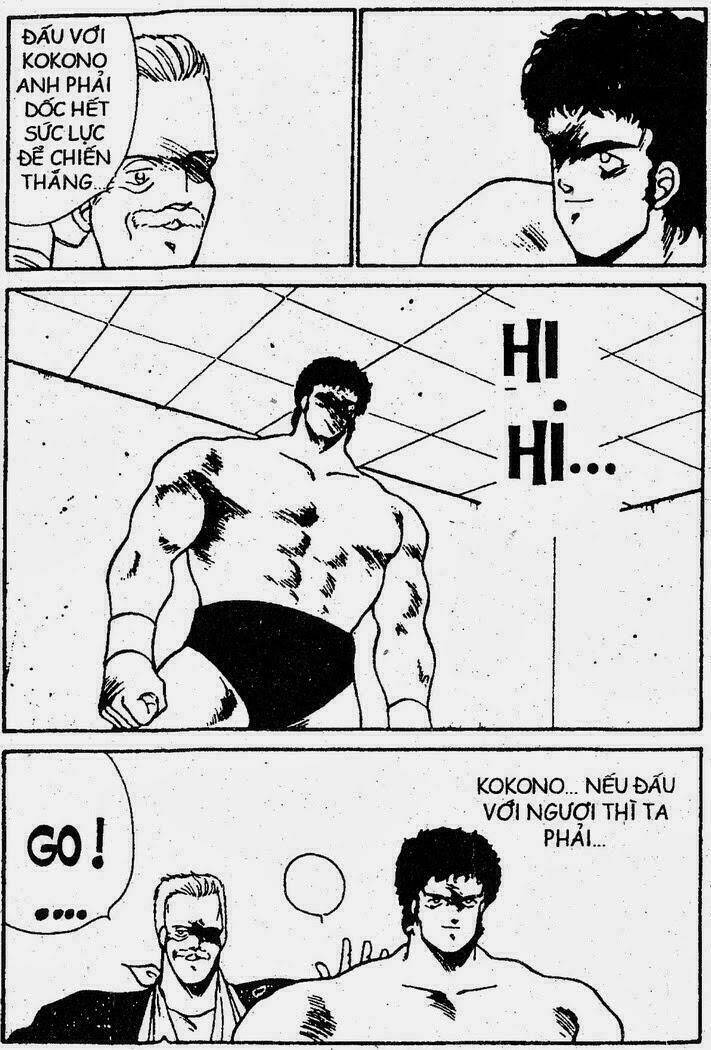 ĐẤU VỚI
KOKONO
ANH PHẢI
DỐC HẾT
SỨC LỰC
ĐỂ CHIẾN
THẮNG...
HI
HI...
GO!
....
KOKONO... NẾU ĐẤU
VỚI NGƯƠI THÌ TA
PHẢI...